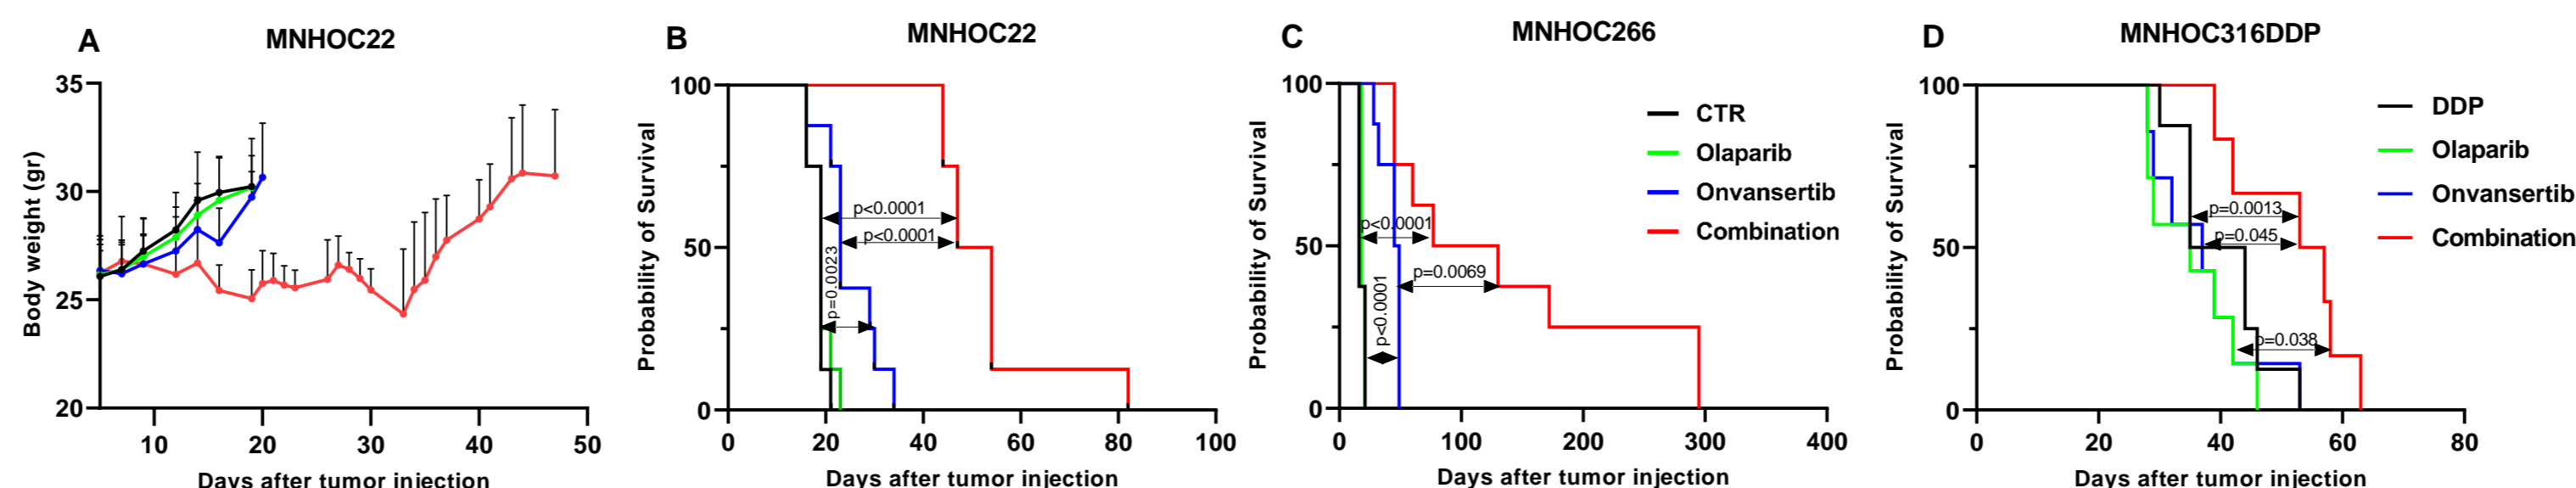 A
MNHOC22
Body weight (gr)
35
30
25
20
10
20
30
40
50
Days after tumor injection
B
MNHOC22
Probability of Survival
100
50
0
p<0.0001
p<0.0001
p=0.0023
0
20
40
60
80
100
Days after tumor injection
C
MNHOC266
Probability of Survival
100
50
0
p<0.0001
p=0.0069
p<0.0001
0
100
200
300
400
Days after tumor injection
CTR
Olaparib
Onvansertib
Combination
D
MNHOC316DDP
Probability of Survival
100
50
0
p=0.0013
p=0.045
p=0.038
0
20
40
60
80
Days after tumor injection
DDP
Olaparib
Onvansertib
Combination